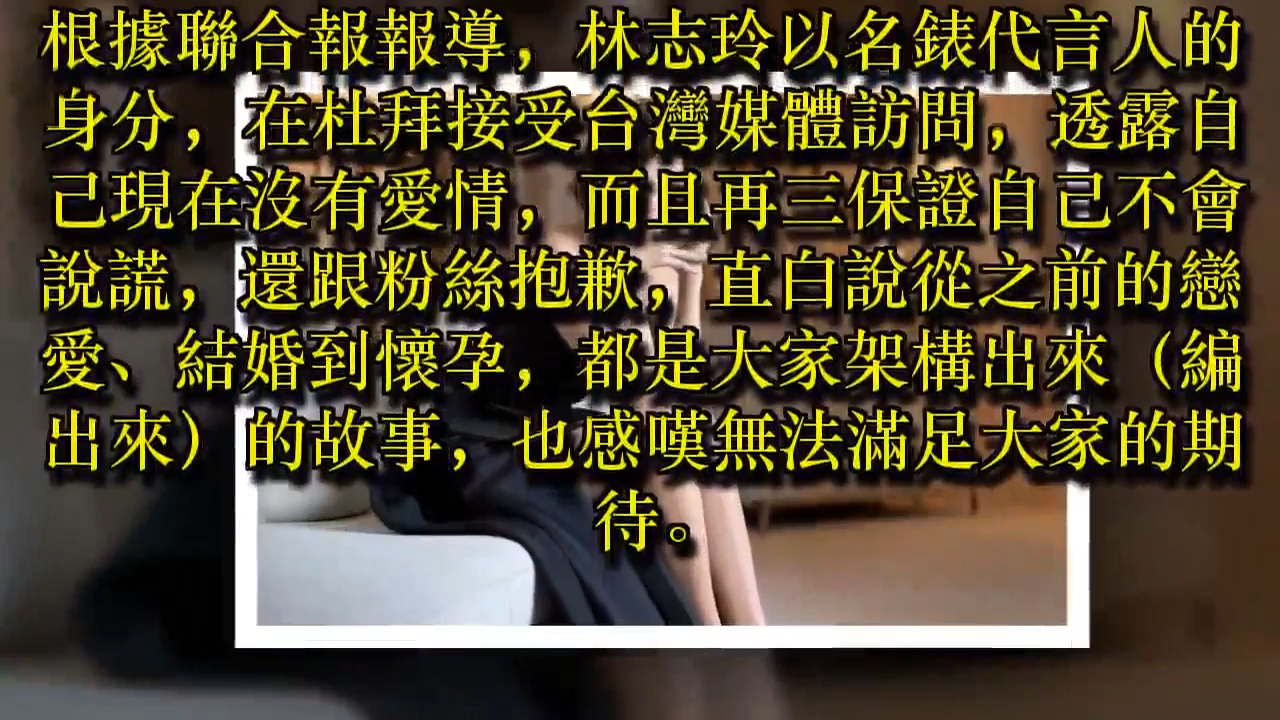 根據聯合報報導，林志玲以名錶代言人的
身分，在杜拜接受台灣媒體訪問，透露自
己現在沒有愛情，而且再三保證自己不會
說謊，還跟粉絲抱歉，直白說從之前的戀
愛、結婚到懷孕，都是大家架構出來（編
出來）的故事，也感嘆無法滿足大家的期
待。